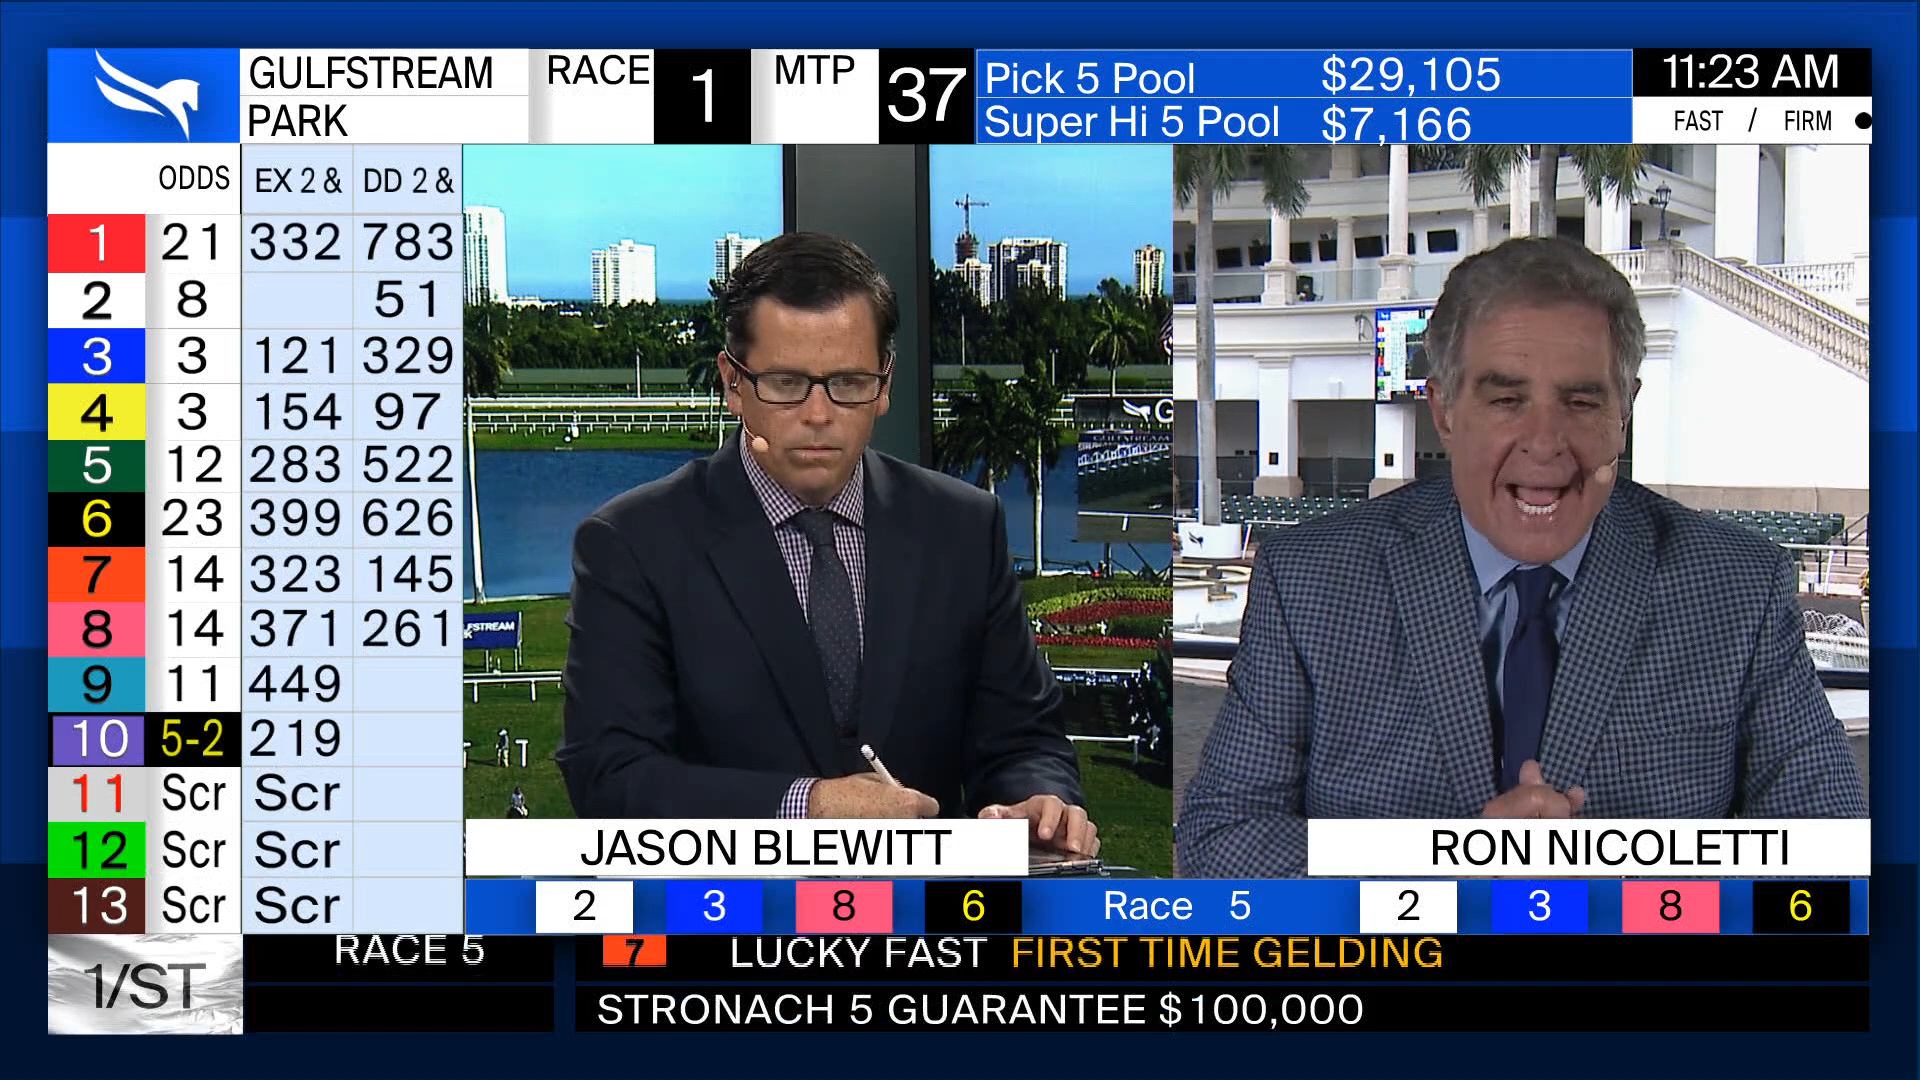 GULFSTREAM PARK
RACE 1
MTP 37
Pick 5 Pool $29,105
Super Hi 5 Pool $7,166
11:23 AM
FAST / FIRM
ODDS EX 2 & DD 2 &
1 21 332 783
2 8 51
3 3 121 329
4 3 154 97
5 12 283 522
6 23 399 626
7 14 323 145
8 14 371 261
9 11 449
10 5-2 219
11 Scr Scr
12 Scr Scr
13 Scr Scr
GULFSTREAM
JASON BLEWITT
RON NICOLETTI
2 3 8 6 Race 5 2 3 8 6
1/ST
RACE 5
7 LUCKY FAST FIRST TIME GELDING
STRONACH 5 GUARANTEE $100,000